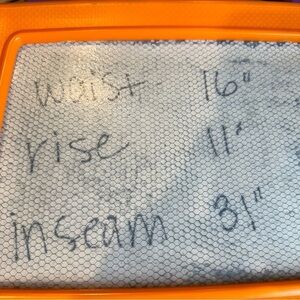 waist 16"
rise 11"
inseam 31"